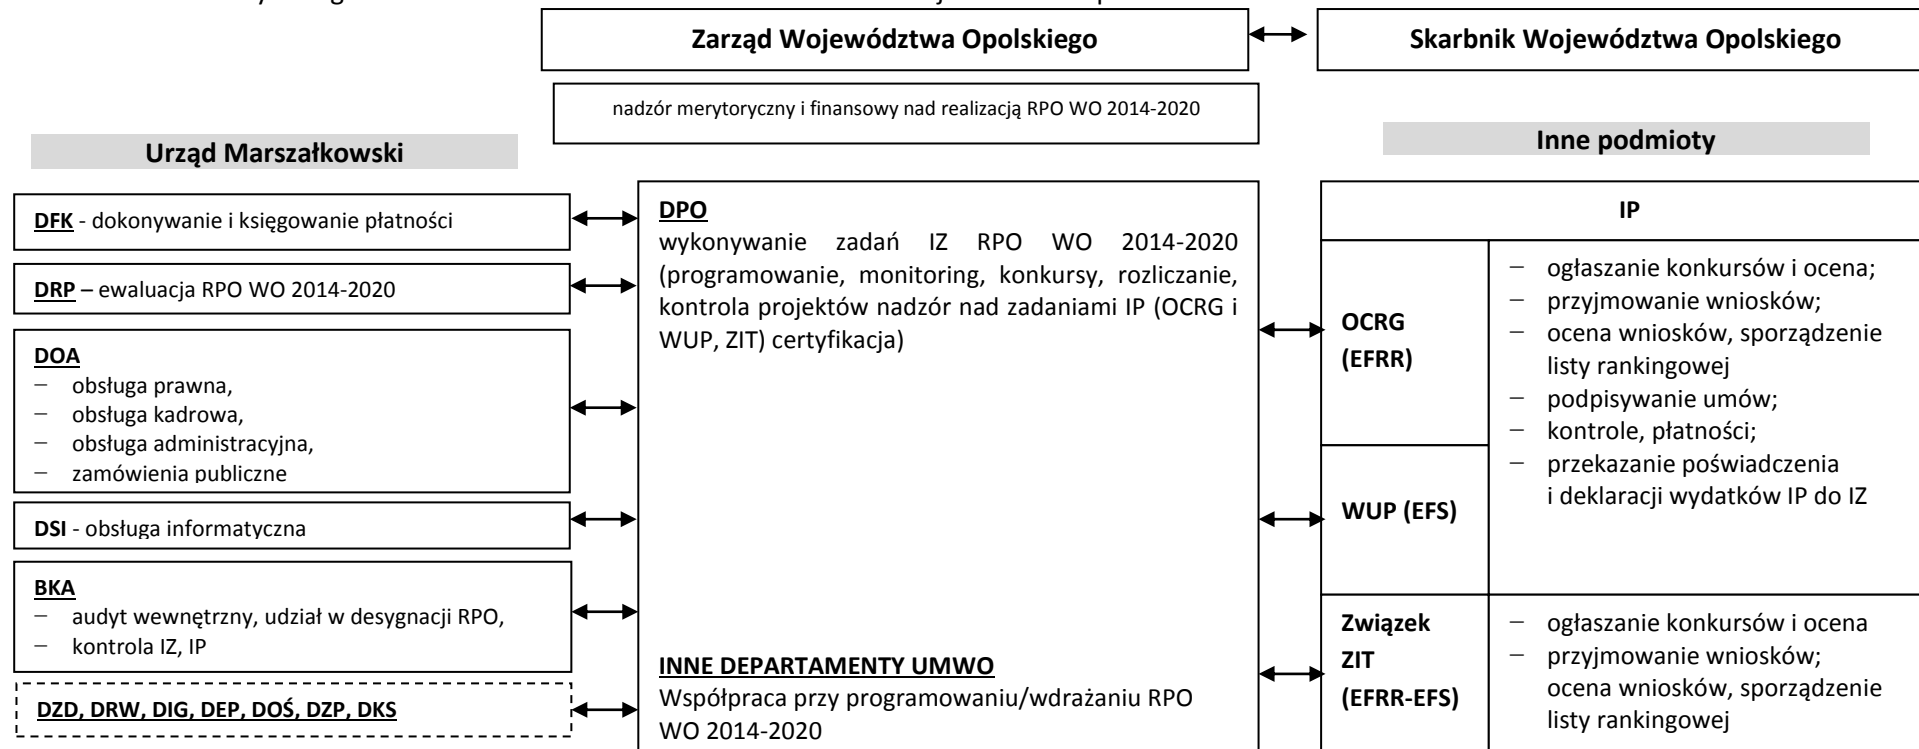 Zarząd Województwa Opolskiego
Skarbnik Województwa Opolskiego
nadzór merytoryczny i finansowy nad realizacją RPO WO 2014-2020
Urząd Marszałkowski
Inne podmioty
DFK - dokonywanie i księgowanie płatności
DRP – ewaluacja RPO WO 2014-2020
DOA
– obsługa prawna,
– obsługa kadrowa,
– obsługa administracyjna,
– zamówienia publiczne
DSI - obsługa informatyczna
BKA
– audyt wewnętrzny, udział w desygnacji RPO,
– kontrola IZ, IP
DZD, DRW, DIG, DEP, DOŚ, DZP, DKS
DPO
wykonywanie zadań IZ RPO WO 2014-2020
(programowanie, monitoring, konkursy, rozliczanie,
kontrola projektów nadzór nad zadaniami IP (OCRG i
WUP, ZIT) certyfikacja)
INNE DEPARTAMENTY UMWO
Współpraca przy programowaniu/wdrażaniu RPO
WO 2014-2020
IP
OCRG
(EFRR)
WUP (EFS)
– ogłaszanie konkursów i ocena;
– przyjmowanie wniosków;
– ocena wniosków, sporządzenie
listy rankingowej
– podpisywanie umów;
– kontrole, płatności;
– przekazanie poświadczenia
i deklaracji wydatków IP do IZ
Związek
ZIT
(EFRR-EFS)
– ogłaszanie konkursów i ocena
– przyjmowanie wniosków;
ocena wniosków, sporządzenie
listy rankingowej